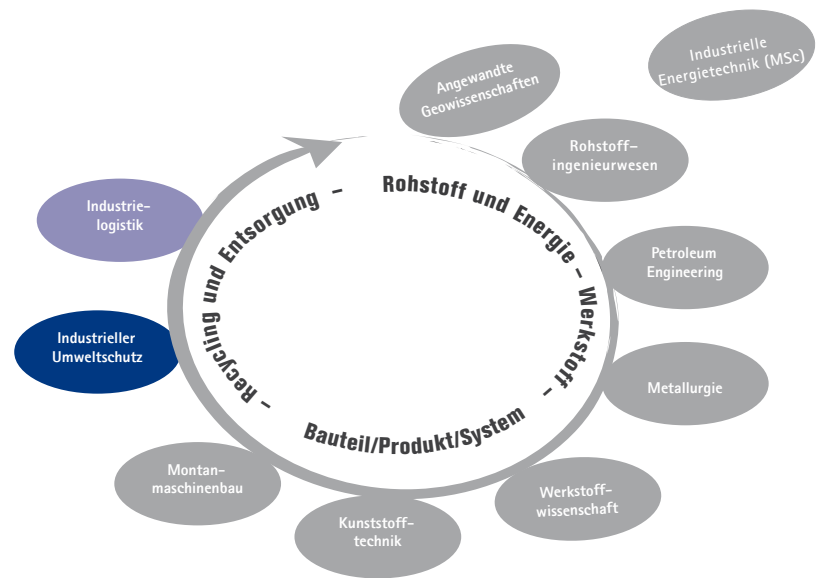 Industrielle
Energietechnik (MSc)
Angewandte
Geowissenschaften
Rohstoff-
ingenieurwesen
Petroleum
Engineering
Metallurgie
Werkstoff-
wissenschaft
Kunststoff-
technik
Montan-
maschinenbau
Industrieller
Umweltschutz
Industrie-
logistik
Rohstoff und Energie – Werkstoff –
Bauteil/Produkt/System
– Recycling und Entsorgung –